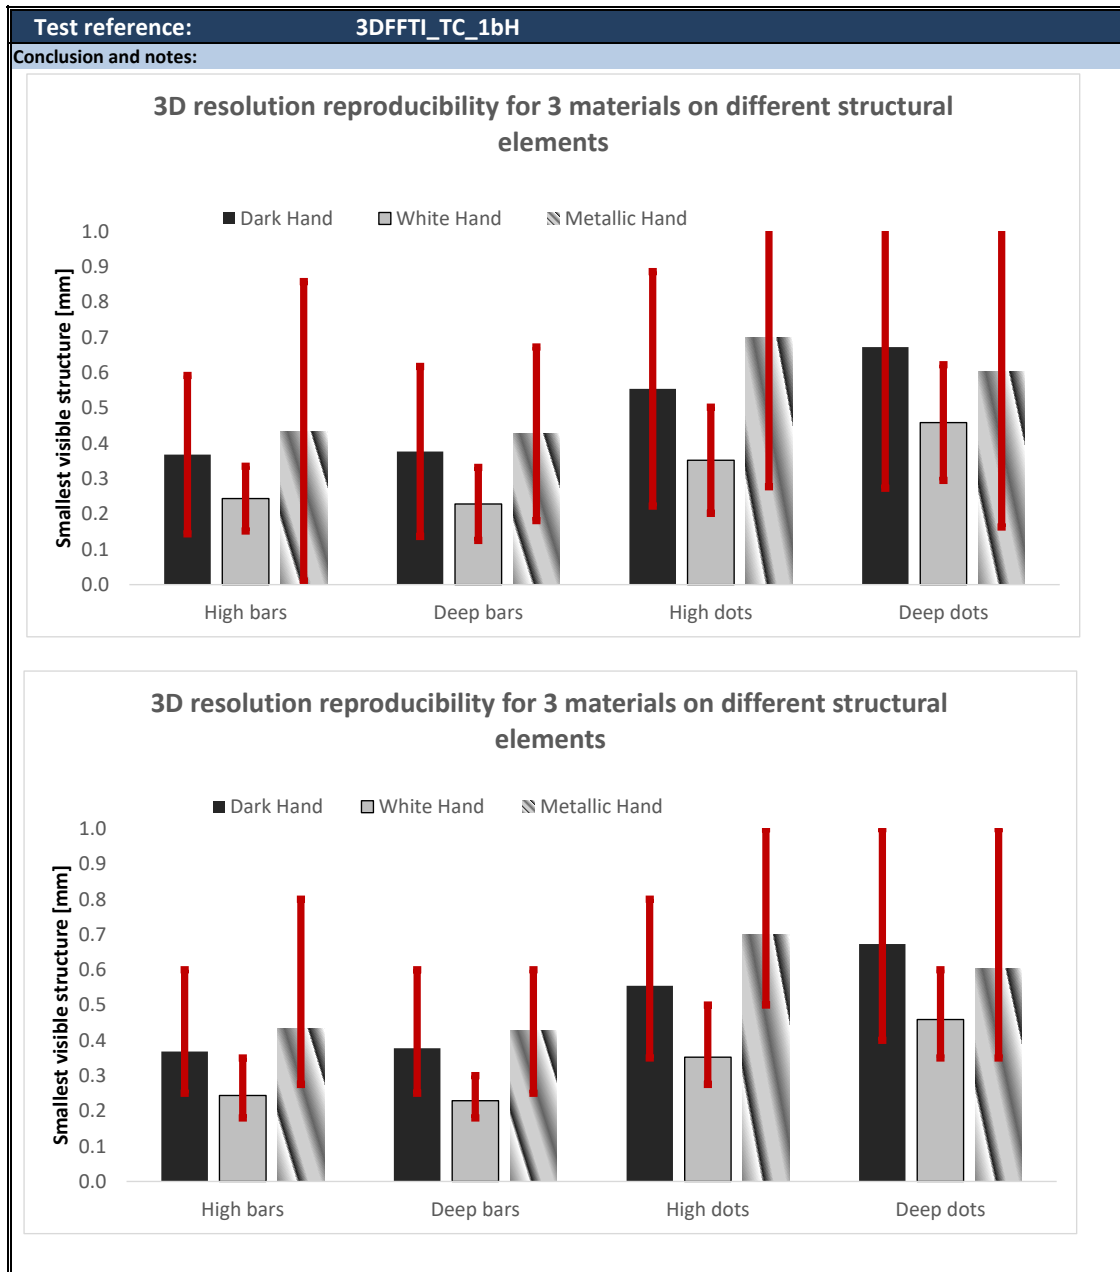 Test reference: 3DFFTI_TC_1bH
Conclusion and notes:
3D resolution reproducibility for 3 materials on different structural
elements
Dark Hand White Hand Metallic Hand
Smallest visible structure [mm]
1.0
0.9
0.8
0.7
0.6
0.5
0.4
0.3
0.2
0.1
0.0
High bars Deep bars High dots Deep dots
3D resolution reproducibility for 3 materials on different structural
elements
Dark Hand White Hand Metallic Hand
Smallest visible structure [mm]
1.0
0.9
0.8
0.7
0.6
0.5
0.4
0.3
0.2
0.1
0.0
High bars Deep bars High dots Deep dots